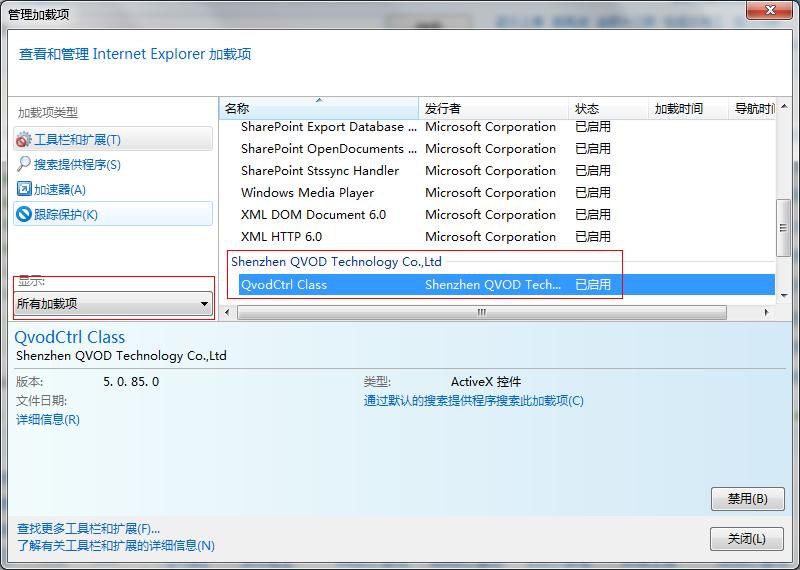 管理加载项
查看和管理 Internet Explorer 加载项
加载项类型
工具栏和扩展(T)
搜索提供程序(S)
加速器(A)
跟踪保护(K)
显示:
所有加载项
名称 发行者 状态 加载时间 导航时间
SharePoint Export Database ... Microsoft Corporation 已启用
SharePoint OpenDocuments ... Microsoft Corporation 已启用
SharePoint Stssync Handler Microsoft Corporation 已启用
Windows Media Player Microsoft Corporation 已启用
XML DOM Document 6.0 Microsoft Corporation 已启用
XML HTTP 6.0 Microsoft Corporation 已启用
Shenzhen QVOD Technology Co.,Ltd
QvodCtrl Class Shenzhen QVOD Tech... 已启用
QvodCtrl Class
Shenzhen QVOD Technology Co.,Ltd
版本: 5. 0. 85. 0 类型: ActiveX 控件
文件日期: 通过默认的搜索提供程序搜索此加载项(C)
详细信息(R)
禁用(B)
查找更多工具栏和扩展(F)...
了解有关工具栏和扩展的详细信息(N)
关闭(L)